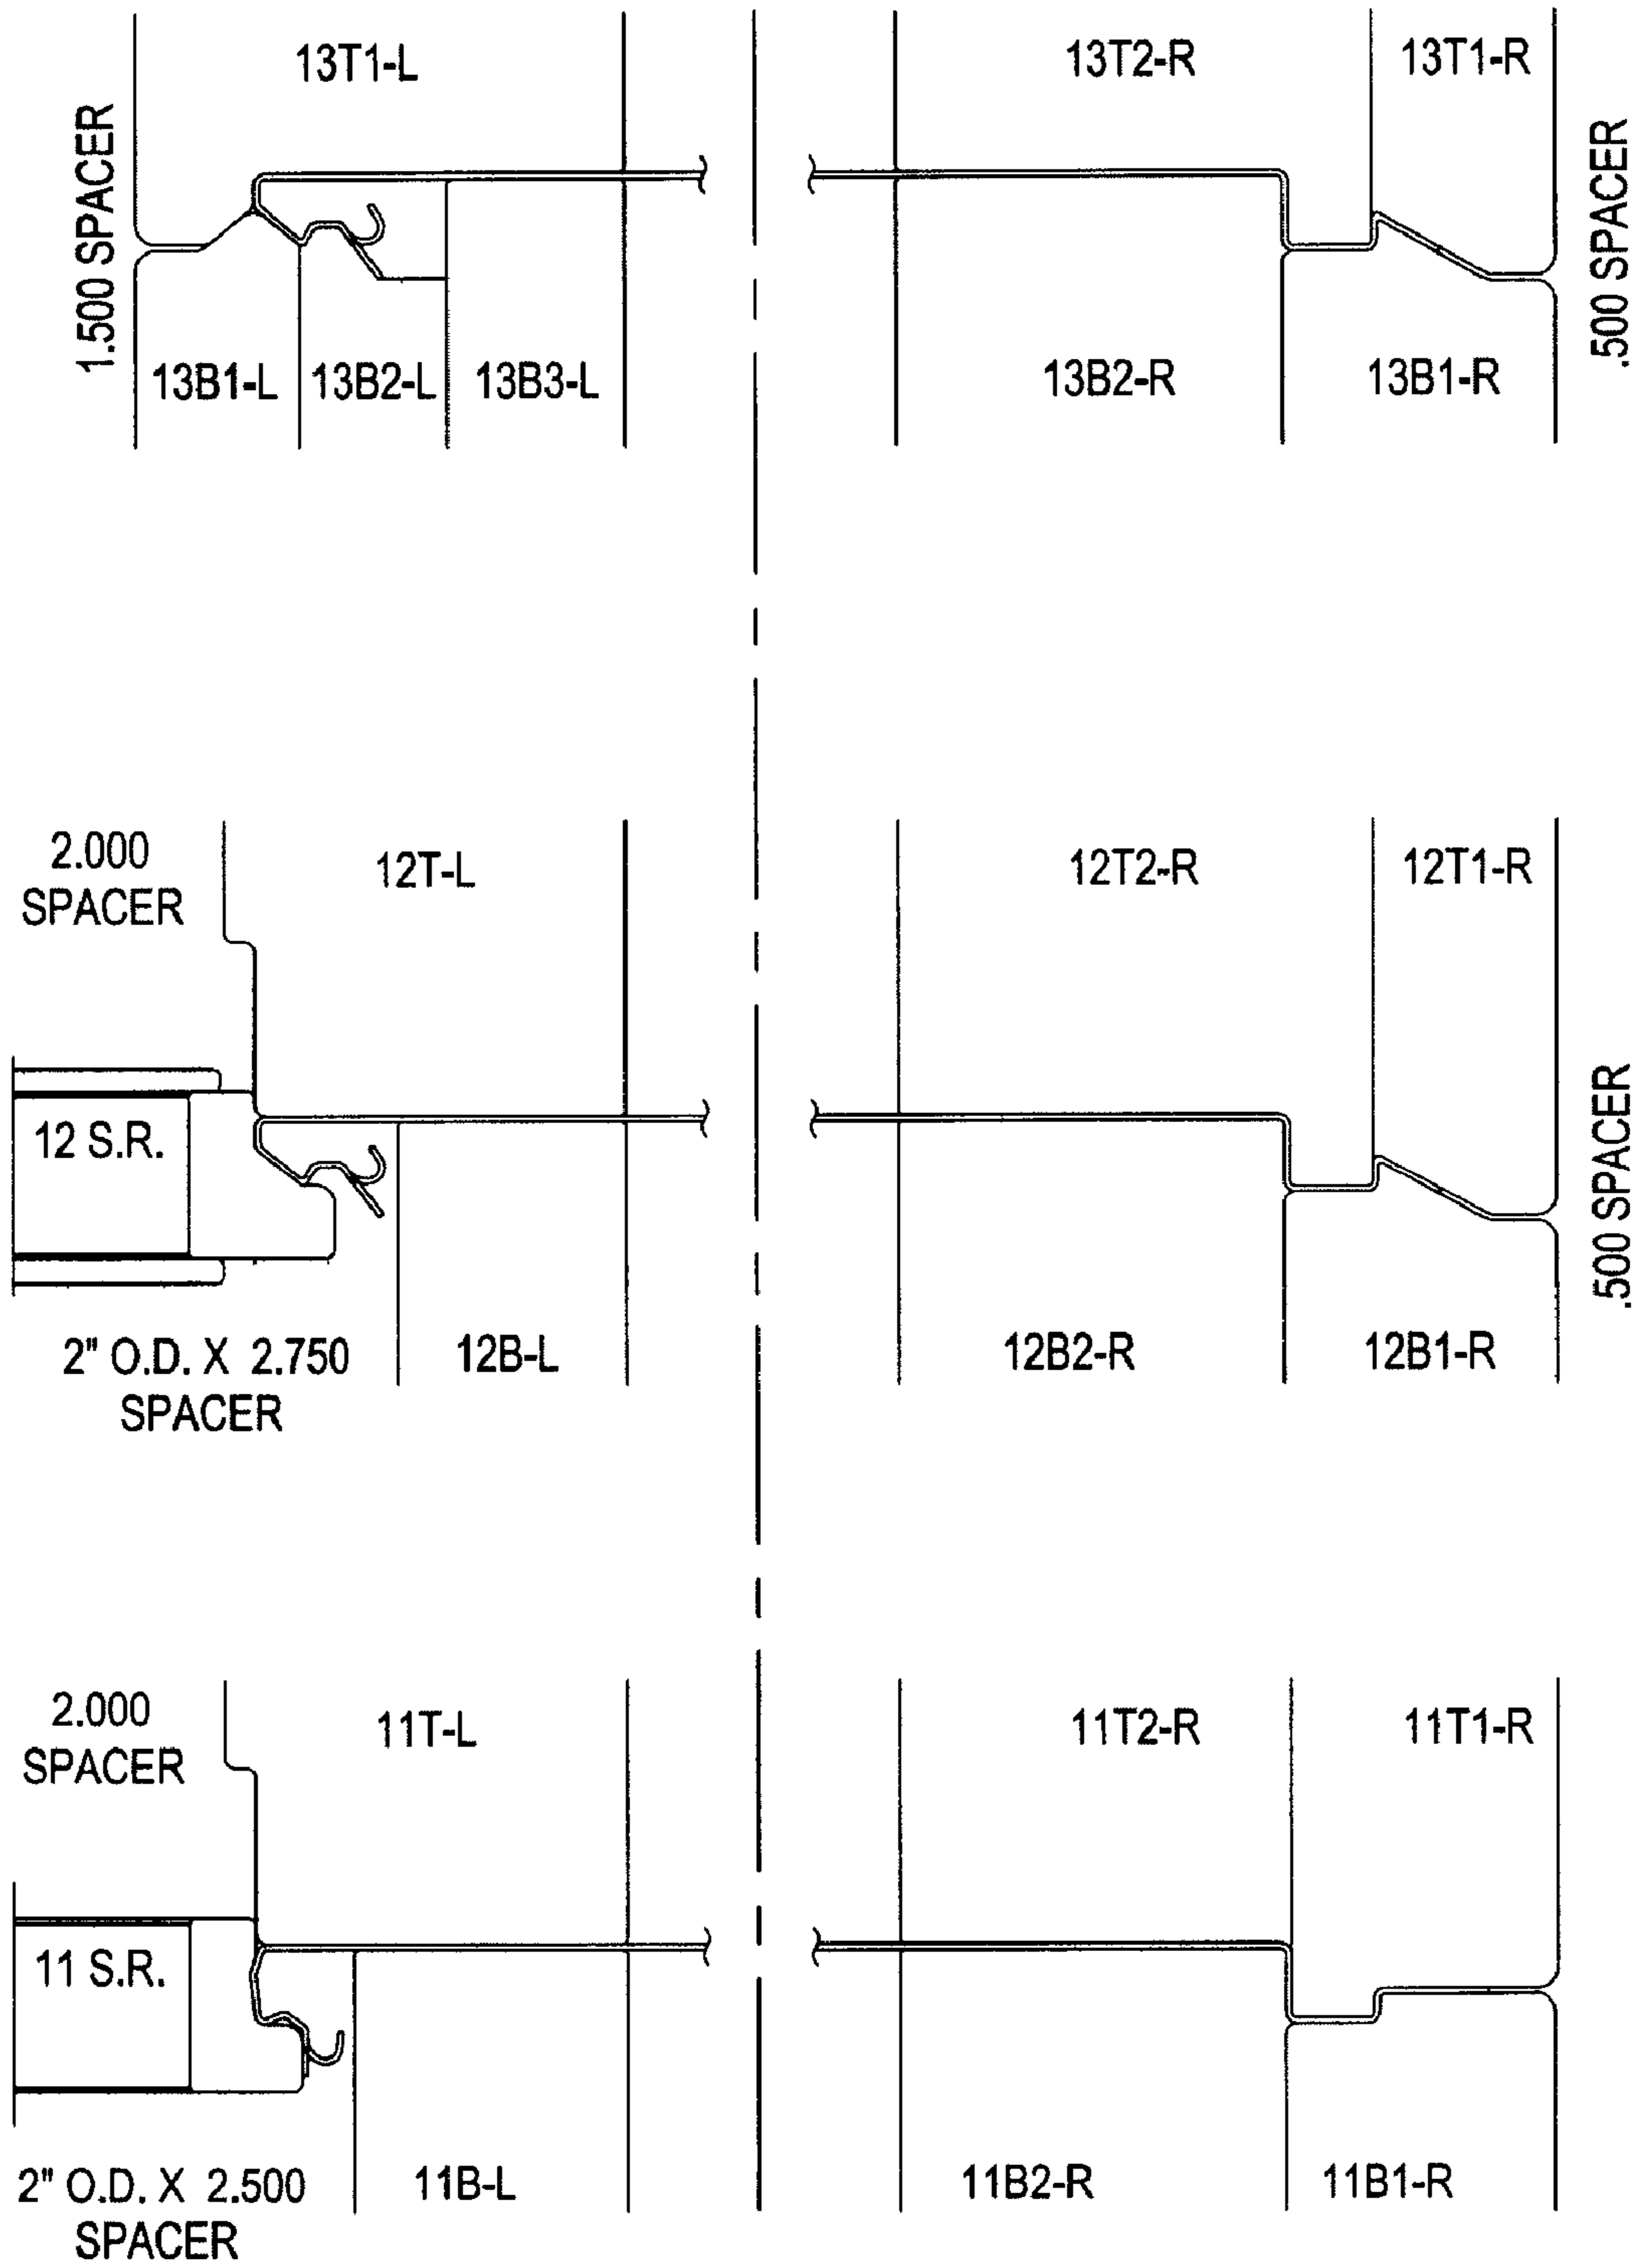 13T1-L
13T2-R
13T1-R
1.500 SPACER
.500 SPACER
13B1-L
13B2-L
13B3-L
13B2-R
13B1-R
2.000
SPACER
12T-L
12T2-R
12T1-R
12 S.R.
.500 SPACER
2" O.D. X 2.750
SPACER
12B-L
12B2-R
12B1-R
2.000
SPACER
11T-L
11T2-R
11T1-R
11 S.R.
2" O.D. X 2.500
SPACER
11B-L
11B2-R
11B1-R